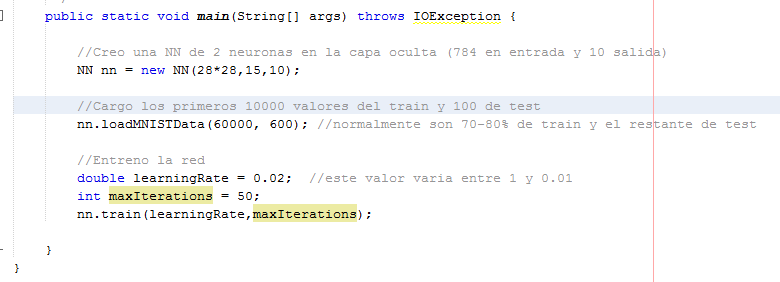 public static void main(String[] args) throws IOException {
//Creo una NN de 2 neuronas en la capa oculta (784 en entrada y 10 salida)
NN nn = new NN(28*28,15,10);
//Cargo los primeros 10000 valores del train y 100 de test
nn.loadMNISTData(60000, 600); //normalmente son 70-80% de train y el restante de test
//Entreno la red
double learningRate = 0.02;  //este valor varia entre 1 y 0.01
int maxIterations = 50;
nn.train(learningRate,maxIterations);
}
}